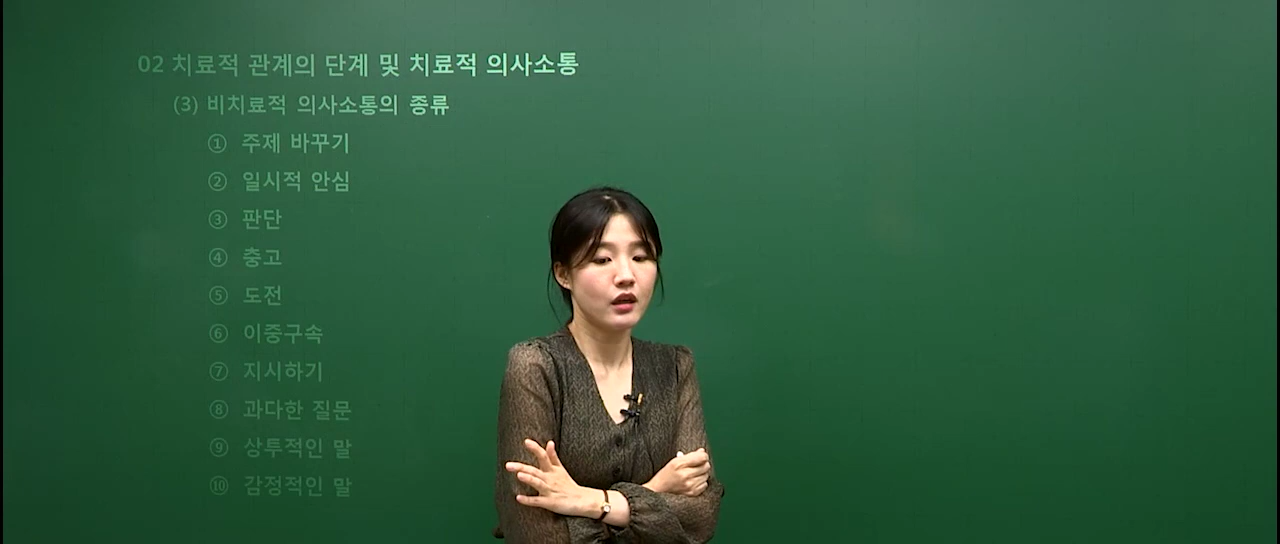 02 치료적 관계의 단계 및 치료적 의사소통
(3) 비치료적 의사소통의 종류
① 주제 바꾸기
② 일시적 안심
③ 판단
④ 충고
⑤ 도전
⑥ 이중구속
⑦ 지시하기
⑧ 과다한 질문
⑨ 상투적인 말
⑩ 감정적인 말